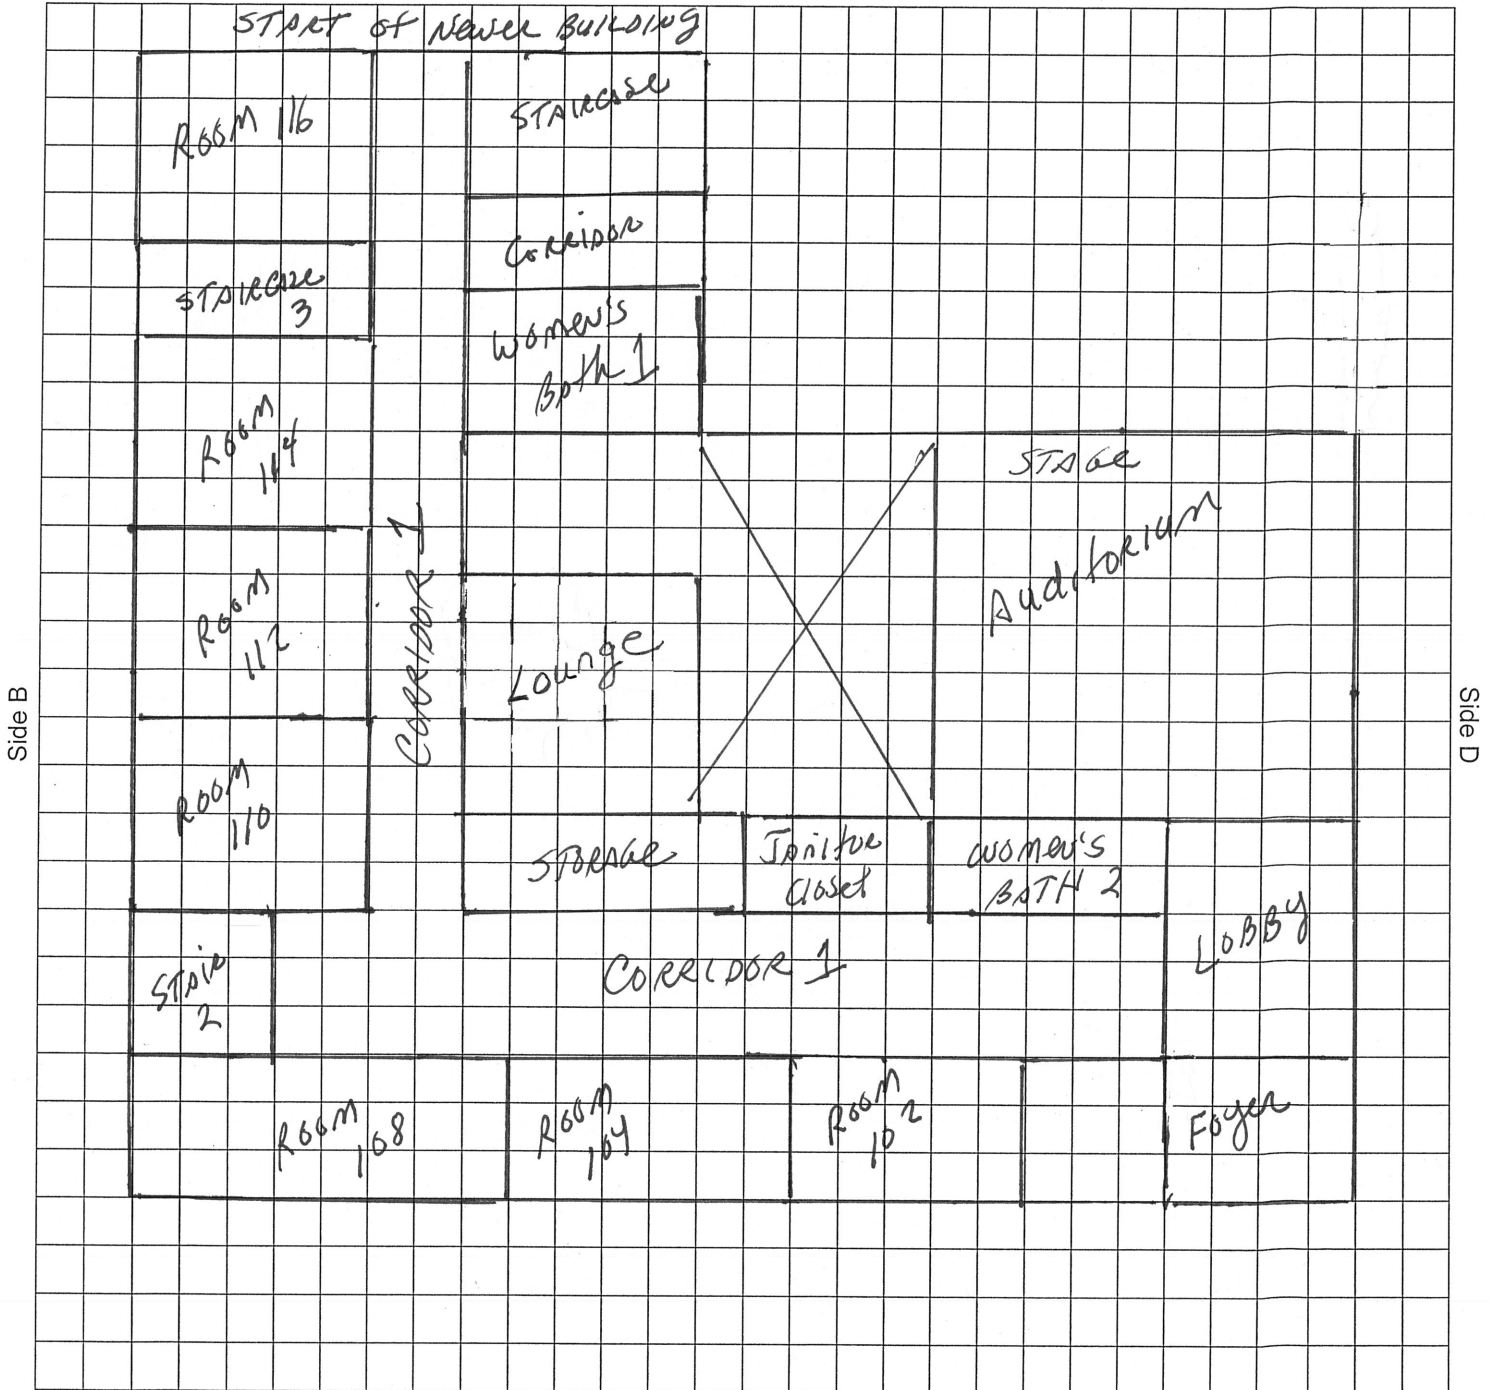 START OF Newer BUILDING
STAIRCASE
ROOM 116
CORRIDOR
STAIRCASE
3
Women's
Bath 1
ROOM
114
STAGE
Auditorium
CORRIDOR 1
ROOM
112
Lounge
Side B
Side D
ROOM
110
STORAGE
Janitor
Closet
Women's
BATH 2
LOBBY
STAIR
2
CORRIDOR 1
ROOM
108
ROOM
104
ROOM
102
Foyer